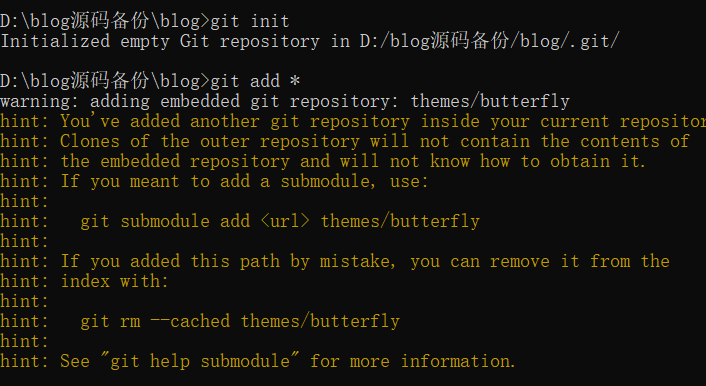 D:\blog源码备份\blog>git init
Initialized empty Git repository in D:/blog源码备份/blog/.git/
D:\blog源码备份\blog>git add *
warning: adding embedded git repository: themes/butterfly
hint: You've added another git repository inside your current repositor
hint: Clones of the outer repository will not contain the contents of
hint: the embedded repository and will not know how to obtain it.
hint: If you meant to add a submodule, use:
hint:
hint:   git submodule add <url> themes/butterfly
hint:
hint: If you added this path by mistake, you can remove it from the
hint: index with:
hint:
hint:   git rm --cached themes/butterfly
hint:
hint: See "git help submodule" for more information.